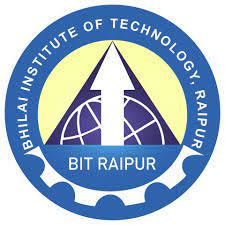 BHILAI INSTITUTE OF TECHNOLOGY, RAIPUR
BIT RAIPUR